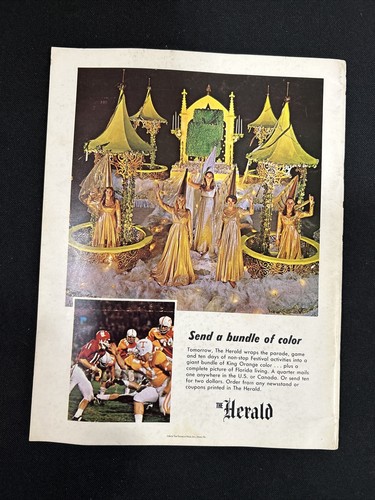 Send a bundle of color
Tomorrow, The Herald wraps the parade, game
and ten days of non-stop Festival activities into a
giant bundle of King Orange color . . . plus a
complete picture of Florida living. A quarter mails
one anywhere in the U.S. or Canada. Or send ten
for two dollars. Order from any newsstand or
coupons printed in The Herald.
THE Herald